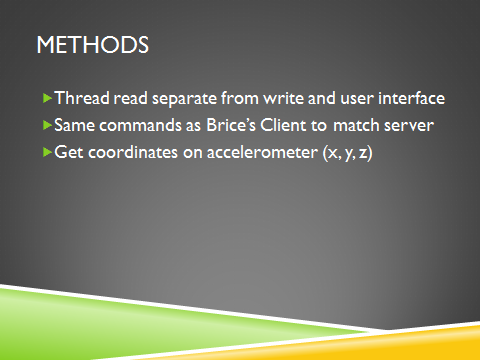 METHODS
Thread read separate from write and user interface
Same commands as Brice's Client to match server
Get coordinates on accelerometer (x, y, z)